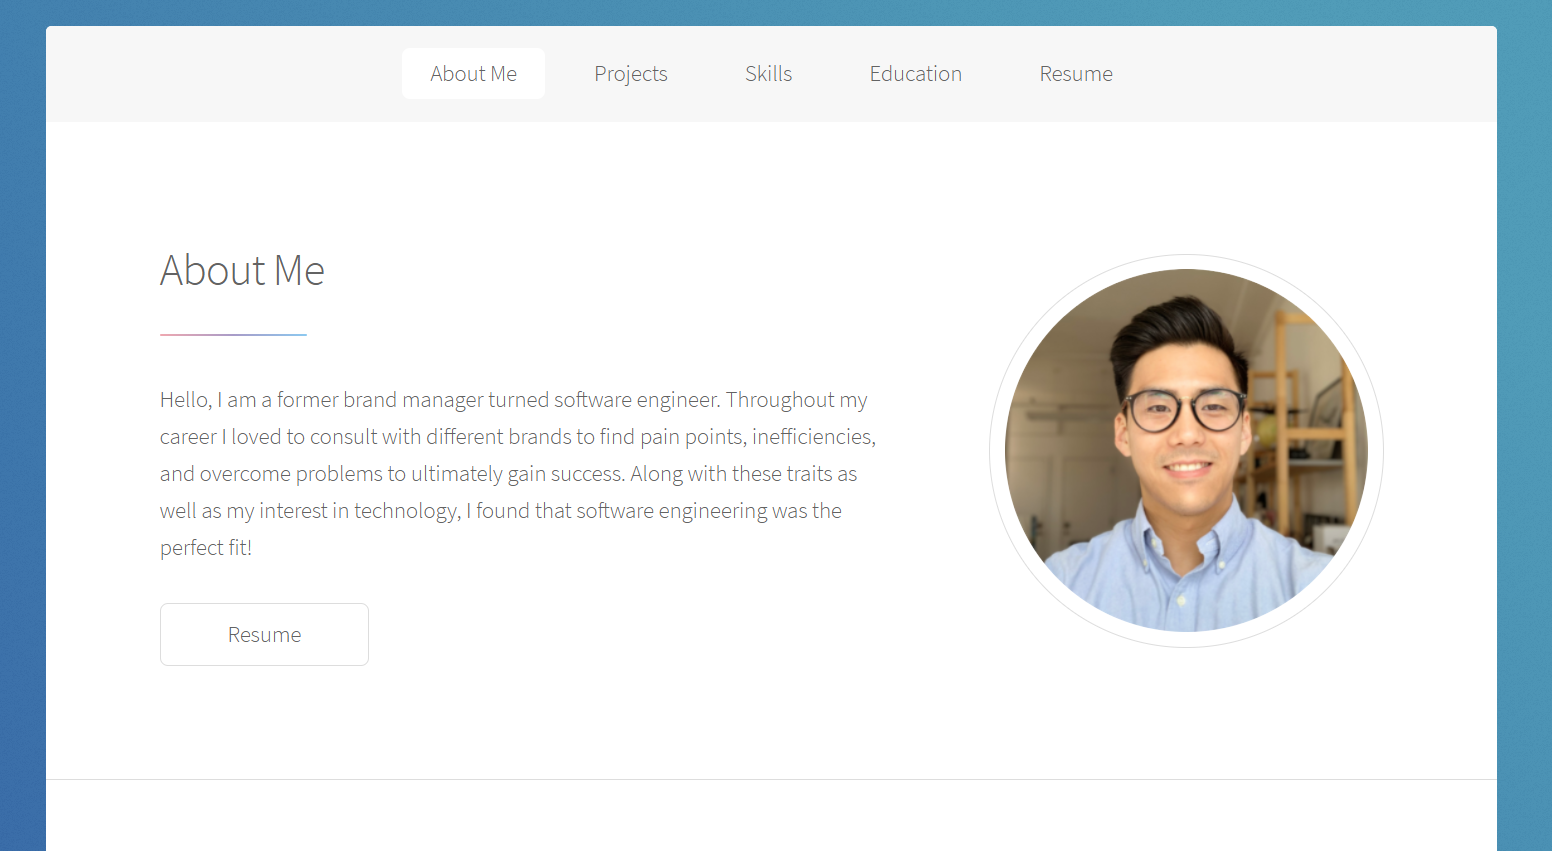 About Me
Projects
Skills
Education
Resume
About Me
Hello, I am a former brand manager turned software engineer. Throughout my
career I loved to consult with different brands to find pain points, inefficiencies,
and overcome problems to ultimately gain success. Along with these traits as
well as my interest in technology, I found that software engineering was the
perfect fit!
Resume